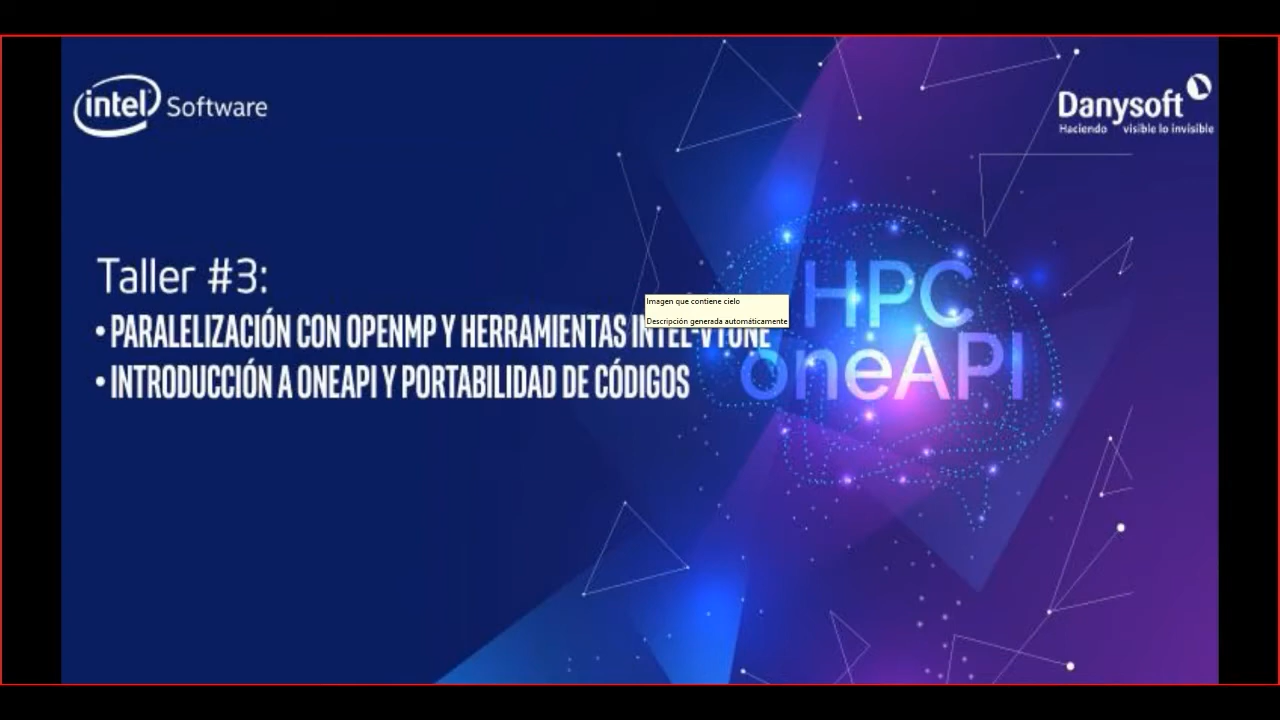 intel Software
Danysoft
Haciendo visible lo invisible
Taller #3:
• PARALELIZACIÓN CON OPENMP Y HERRAMIENTAS INTEL-VTUNE
• INTRODUCCIÓN A ONEAPI Y PORTABILIDAD DE CÓDIGOS
Imagen que contiene cielo
Descripción generada automáticamente
HPC
oneAPI